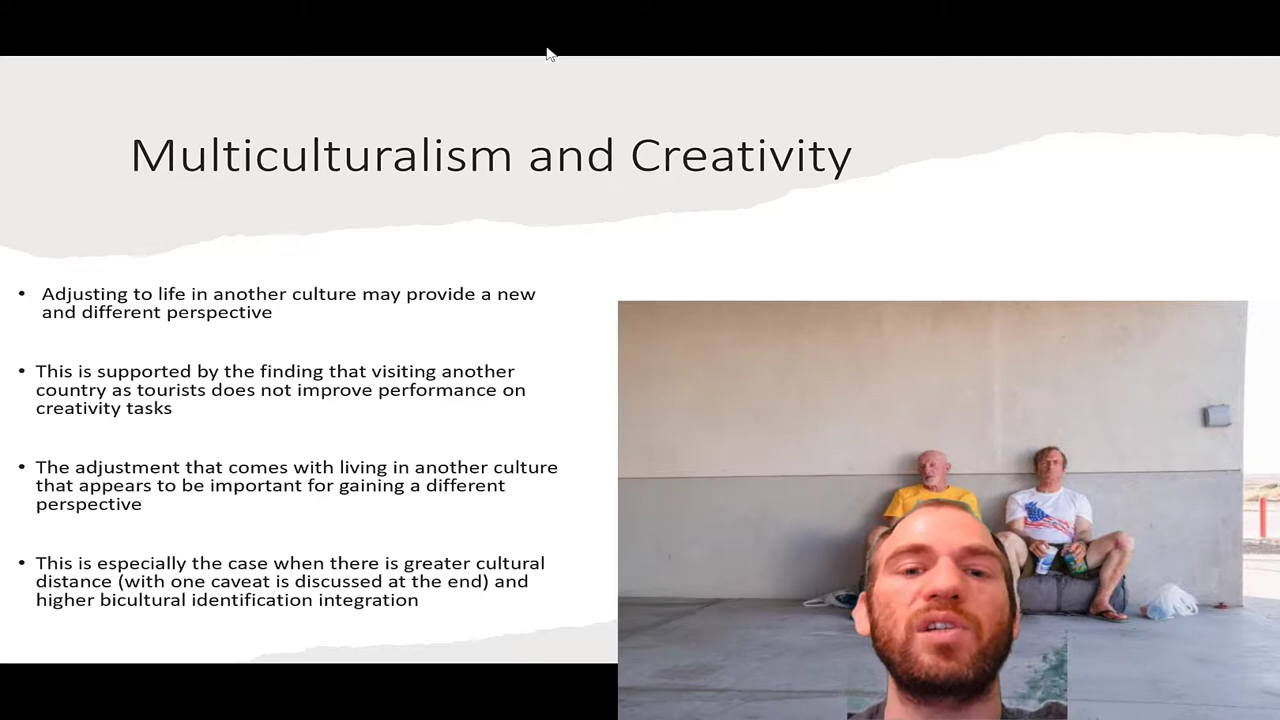 Multiculturalism and Creativity
• Adjusting to life in another culture may provide a new
and different perspective
• This is supported by the finding that visiting another
country as tourists does not improve performance on
creativity tasks
• The adjustment that comes with living in another culture
that appears to be important for gaining a different
perspective
• This is especially the case when there is greater cultural
distance (with one caveat is discussed at the end) and
higher bicultural identification integration